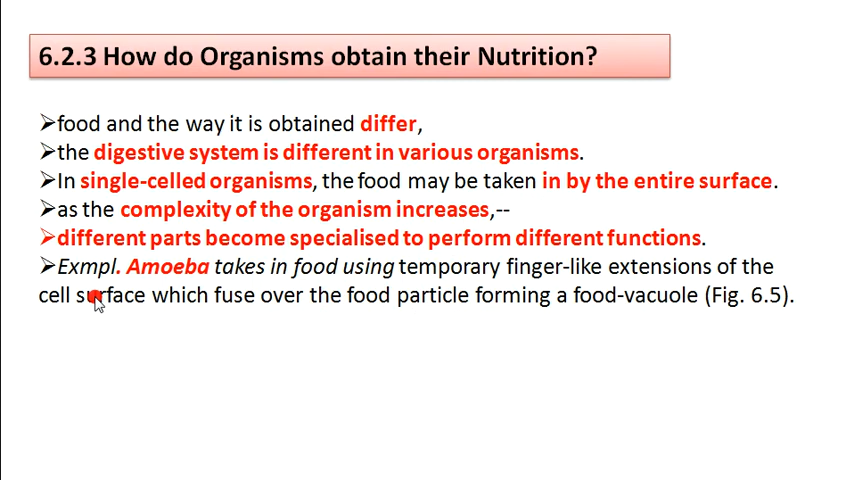 6.2.3 How do Organisms obtain their Nutrition?
➢food and the way it is obtained differ,
➢the digestive system is different in various organisms.
➢In single-celled organisms, the food may be taken in by the entire surface.
➢as the complexity of the organism increases,--
➢different parts become specialised to perform different functions.
➢Exmpl. Amoeba takes in food using temporary finger-like extensions of the
cell surface which fuse over the food particle forming a food-vacuole (Fig. 6.5).